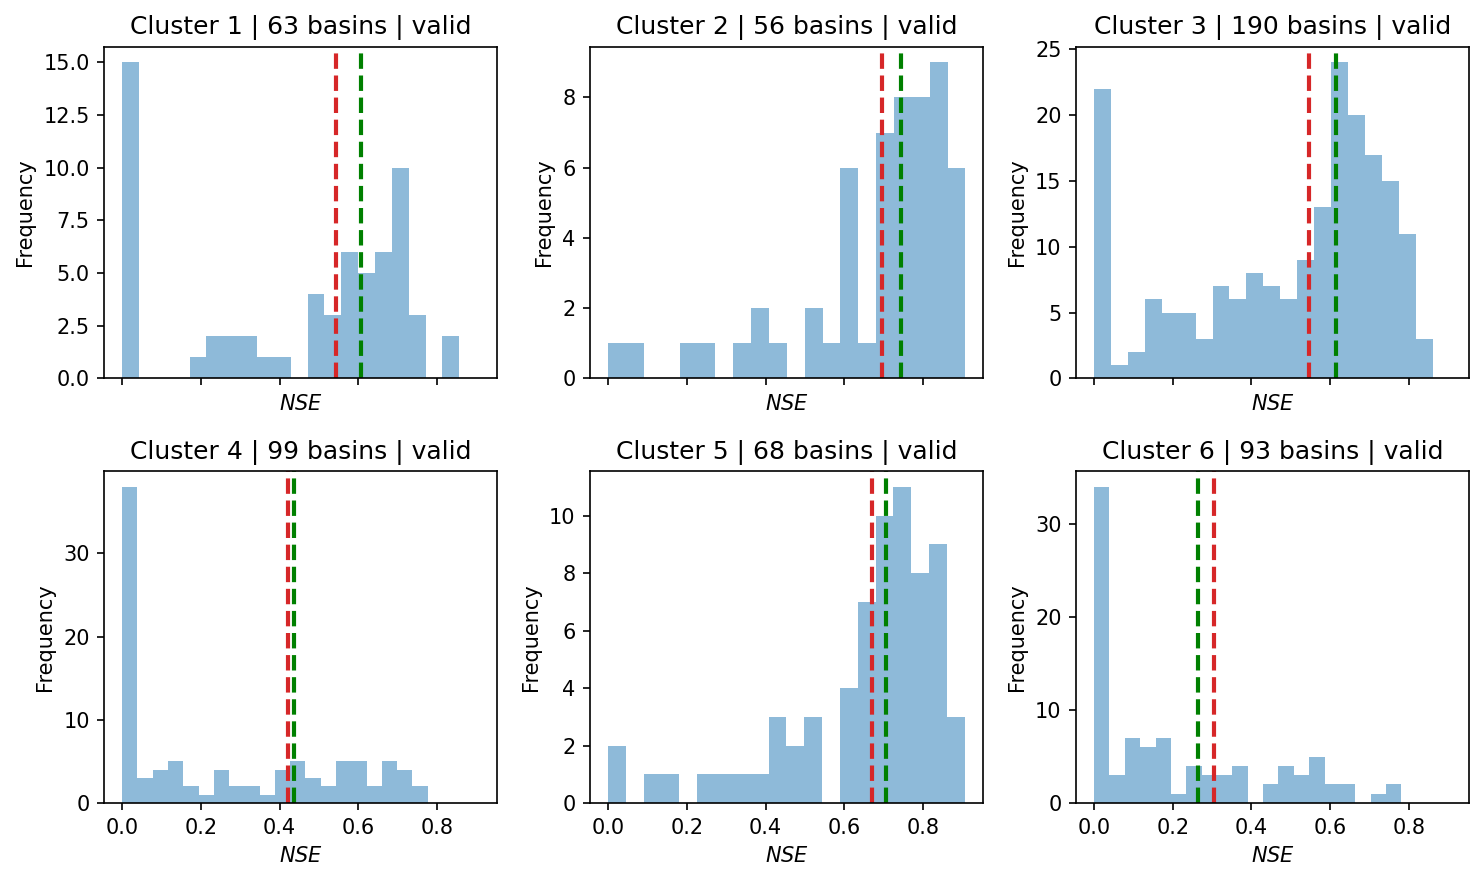 Cluster 1 | 63 basins | valid
15.0
12.5
10.0
7.5
5.0
2.5
0.0
Frequency
NSE
Cluster 2 | 56 basins | valid
8
6
4
2
0
Frequency
NSE
Cluster 3 | 190 basins | valid
25
20
15
10
5
0
Frequency
NSE
Cluster 4 | 99 basins | valid
30
20
10
0
Frequency
0.0 0.2 0.4 0.6 0.8
NSE
Cluster 5 | 68 basins | valid
10
8
6
4
2
0
Frequency
0.0 0.2 0.4 0.6 0.8
NSE
Cluster 6 | 93 basins | valid
30
20
10
0
Frequency
0.0 0.2 0.4 0.6 0.8
NSE